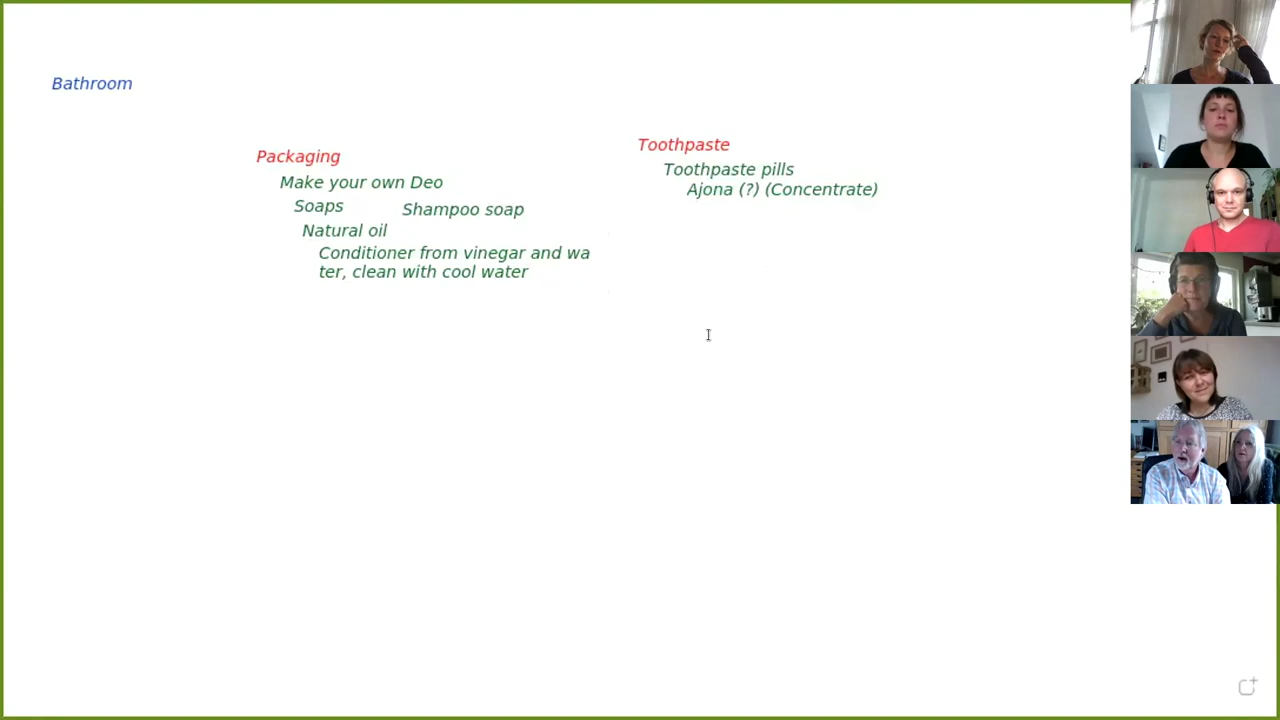 Bathroom
Packaging
Make your own Deo
Soaps
Shampoo soap
Natural oil
Conditioner from vinegar and wa
ter, clean with cool water
Toothpaste
Toothpaste pills
Ajona (?) (Concentrate)